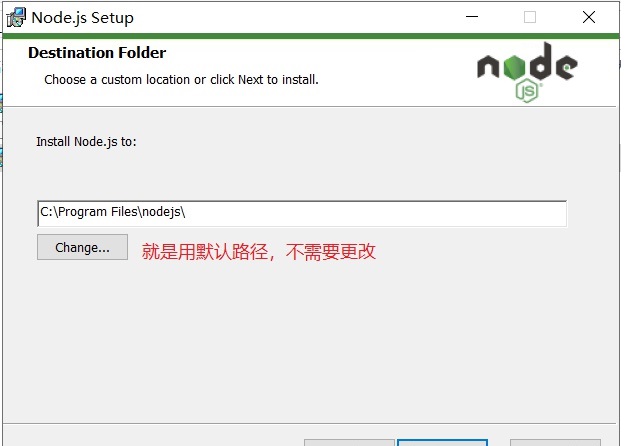 Node.js Setup
Destination Folder
Choose a custom location or click Next to install.
node
JS
Install Node.js to:
C:\Program Files\nodejs\
Change...
就是用默认路径，不需要更改